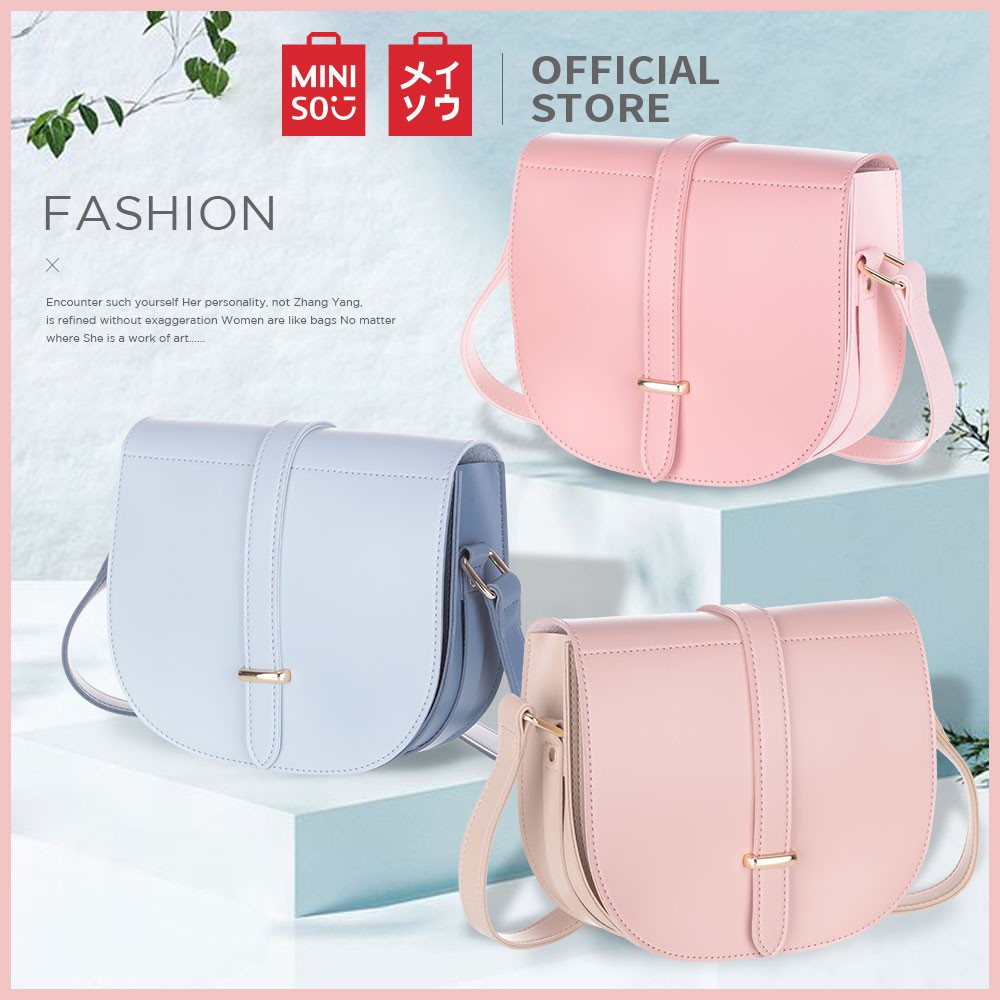 MINI
SO
メイ
ソウ
OFFICIAL
STORE
FASHION
Encounter such yourself Her personality, not Zhang Yang,
is refined without exaggeration Women are like bags No matter
where She is a work of art......